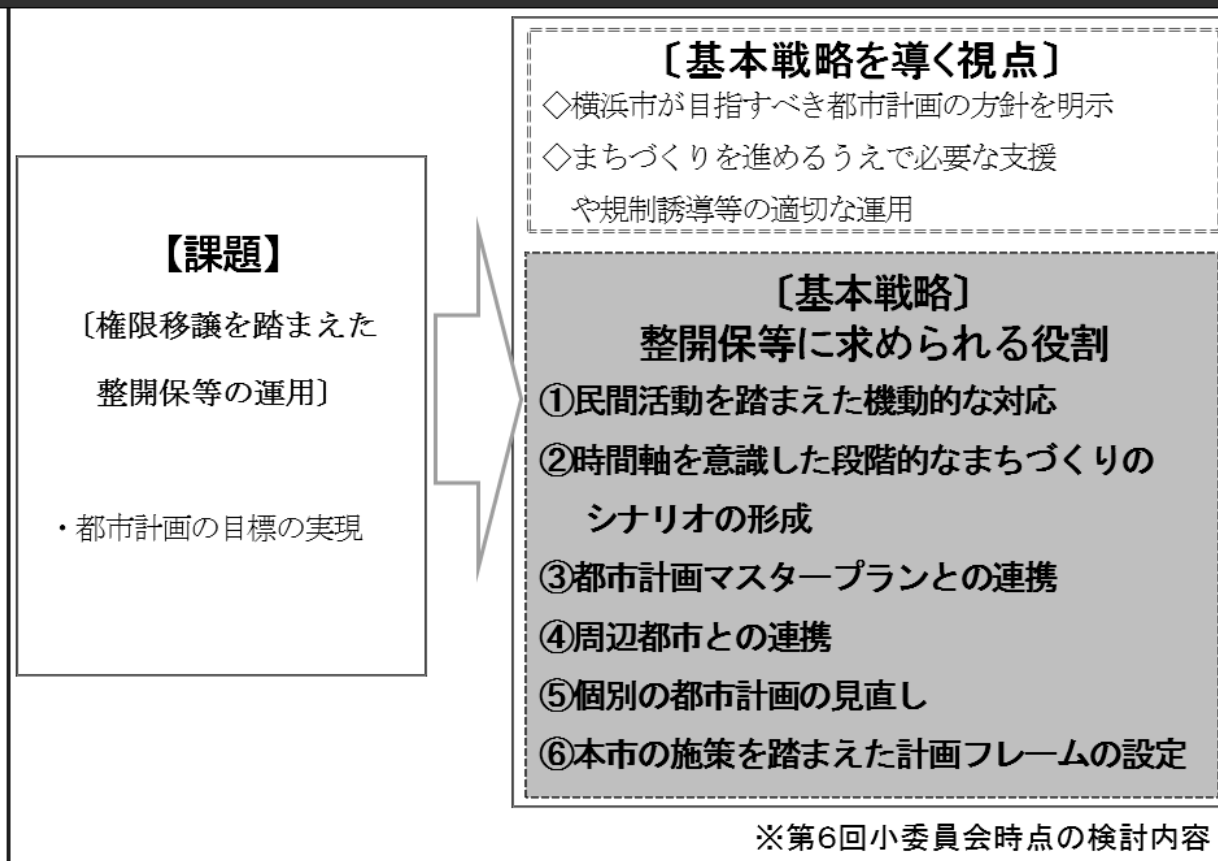 【課題】
〔権限移譲を踏まえた
整開保等の運用〕
・都市計画の目標の実現
〔基本戦略を導く視点〕
◇横浜市が目指すべき都市計画の方針を明示
◇まちづくりを進めるうえで必要な支援
や規制誘導等の適切な運用
〔基本戦略〕
整開保等に求められる役割
①民間活動を踏まえた機動的な対応
②時間軸を意識した段階的なまちづくりの
シナリオの形成
③都市計画マスタープランとの連携
④周辺都市との連携
⑤個別の都市計画の見直し
⑥本市の施策を踏まえた計画フレームの設定
※第6回小委員会時点の検討内容